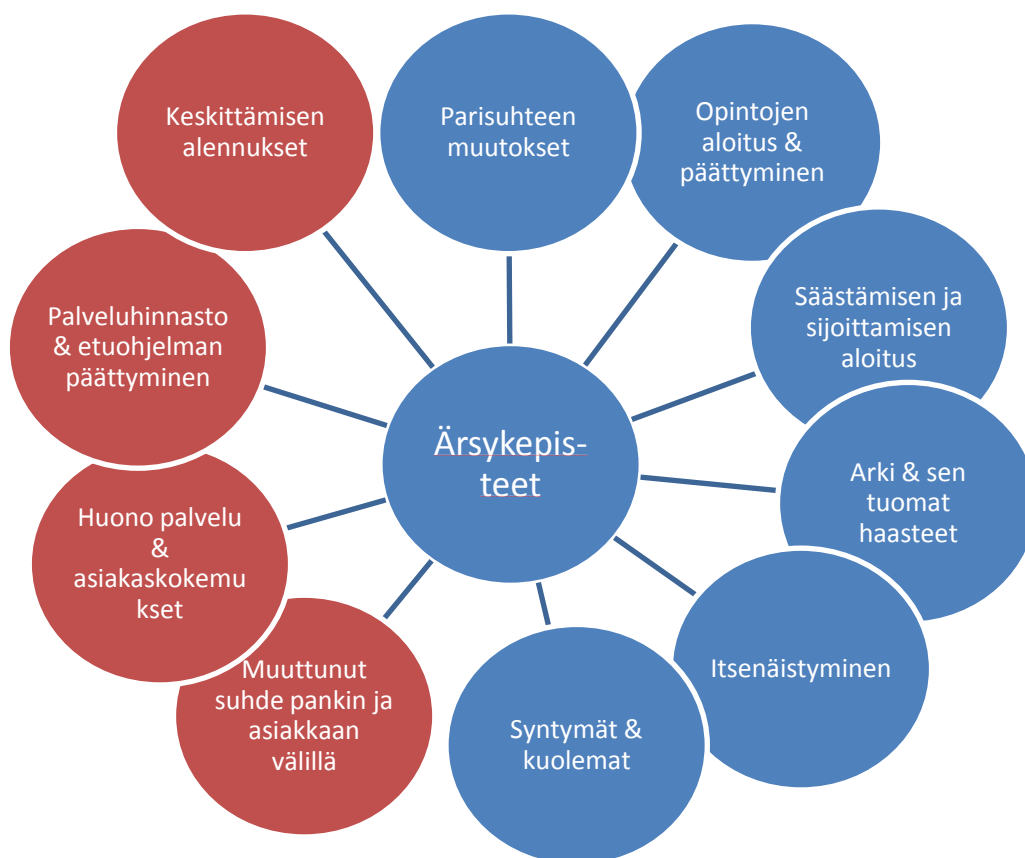 Keskittämisen
alennukset
Parisuhteen
muutokset
Opintojen
aloitus &
päättyminen
Säästämisen ja
sijoittamisen
aloitus
Arki & sen
tuomat
haasteet
Itsenäistyminen
Syntymät &
kuolemat
Muuttunut
suhde pankin ja
asiakkaan
välillä
Huono palvelu
&
asiakaskokemu
kset
Palveluhinnasto
& etuohjelman
päättyminen
Ärsykepis-
teet